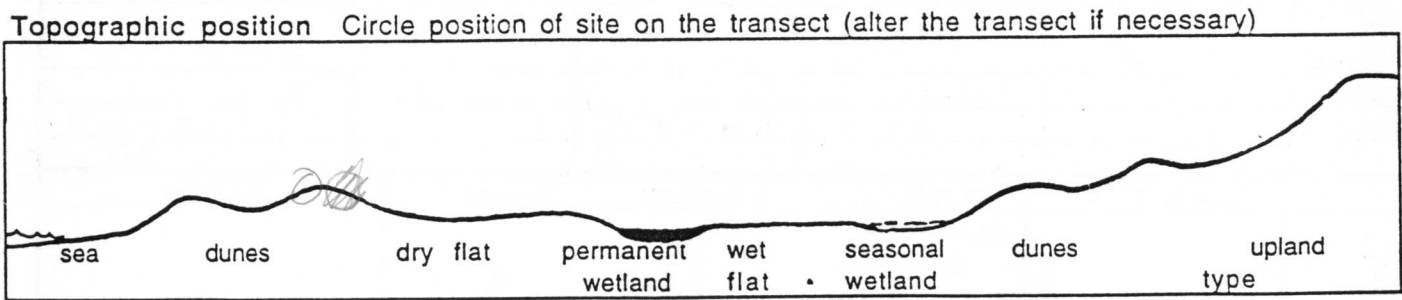 Topographic position Circle position of site on the transect (alter the transect if necessary)
sea dunes dry flat permanent wet seasonal dunes upland
wetland flat • wetland type